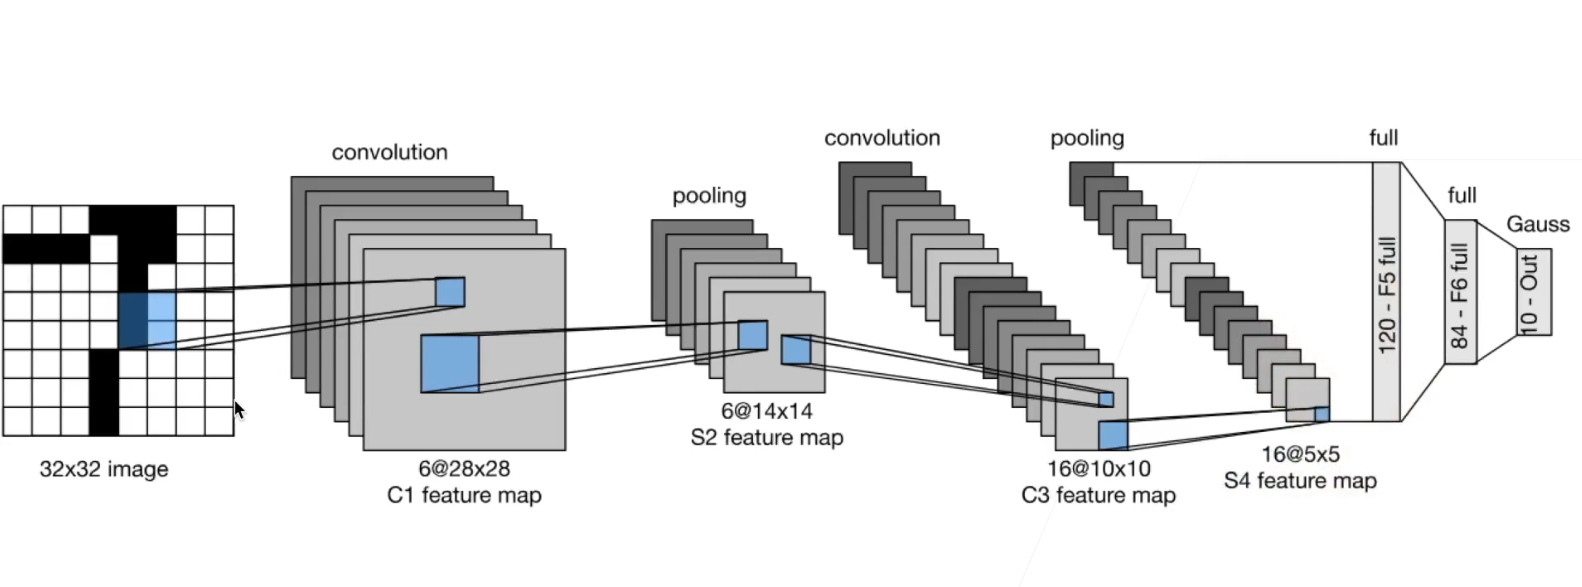 convolution
pooling
convolution
pooling
full
full
Gauss
120 - F5 full
84 - F6 full
10 - Out
32x32 image
6@28x28
C1 feature map
6@14x14
S2 feature map
16@10x10
C3 feature map
16@5x5
S4 feature map